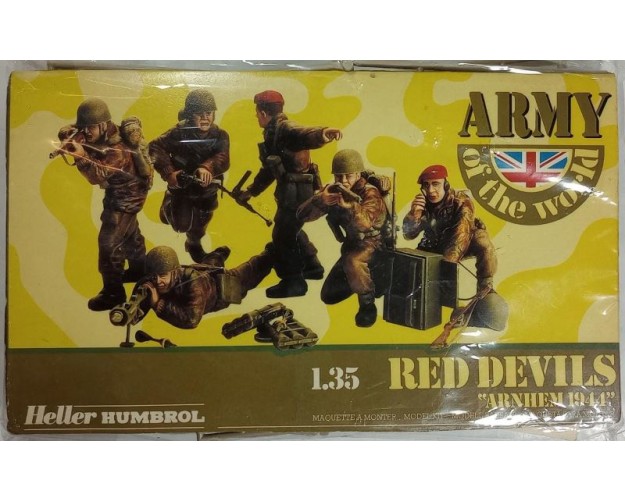 ARMY
of the world
1.35 RED DEVILS
"ARNHEM 1944"
Heller HUMBROL
MAQUETTE A MONTER